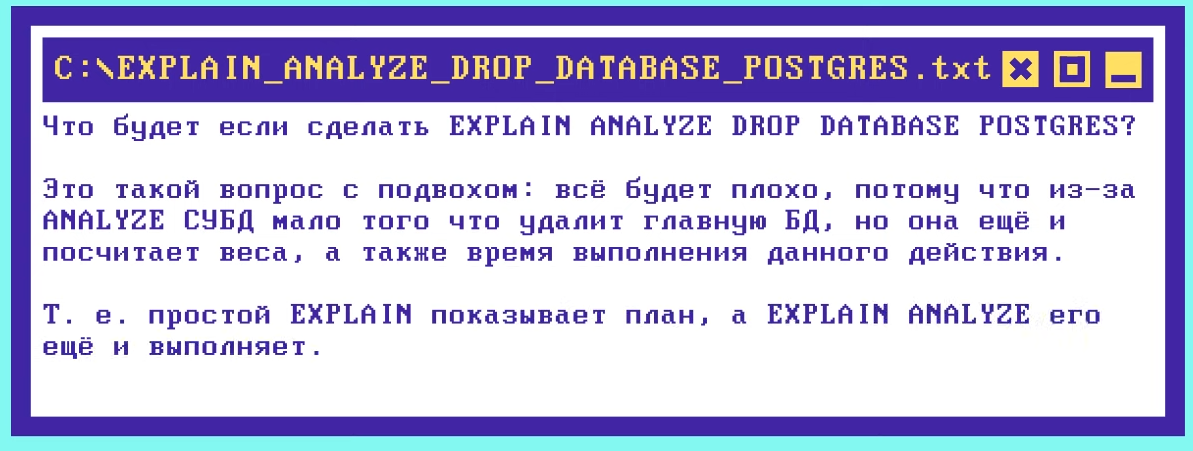 C:\EXPLAIN_ANALYZE_DROP_DATABASE_POSTGRES.txt
Что будет если сделать EXPLAIN ANALYZE DROP DATABASE POSTGRES?
Это такой вопрос с подвохом: всё будет плохо, потому что из-за
ANALYZE СУБД мало того что удалит главную БД, но она ещё и
посчитает веса, а также время выполнения данного действия.
Т. е. простой EXPLAIN показывает план, а EXPLAIN ANALYZE его
ещё и выполняет.